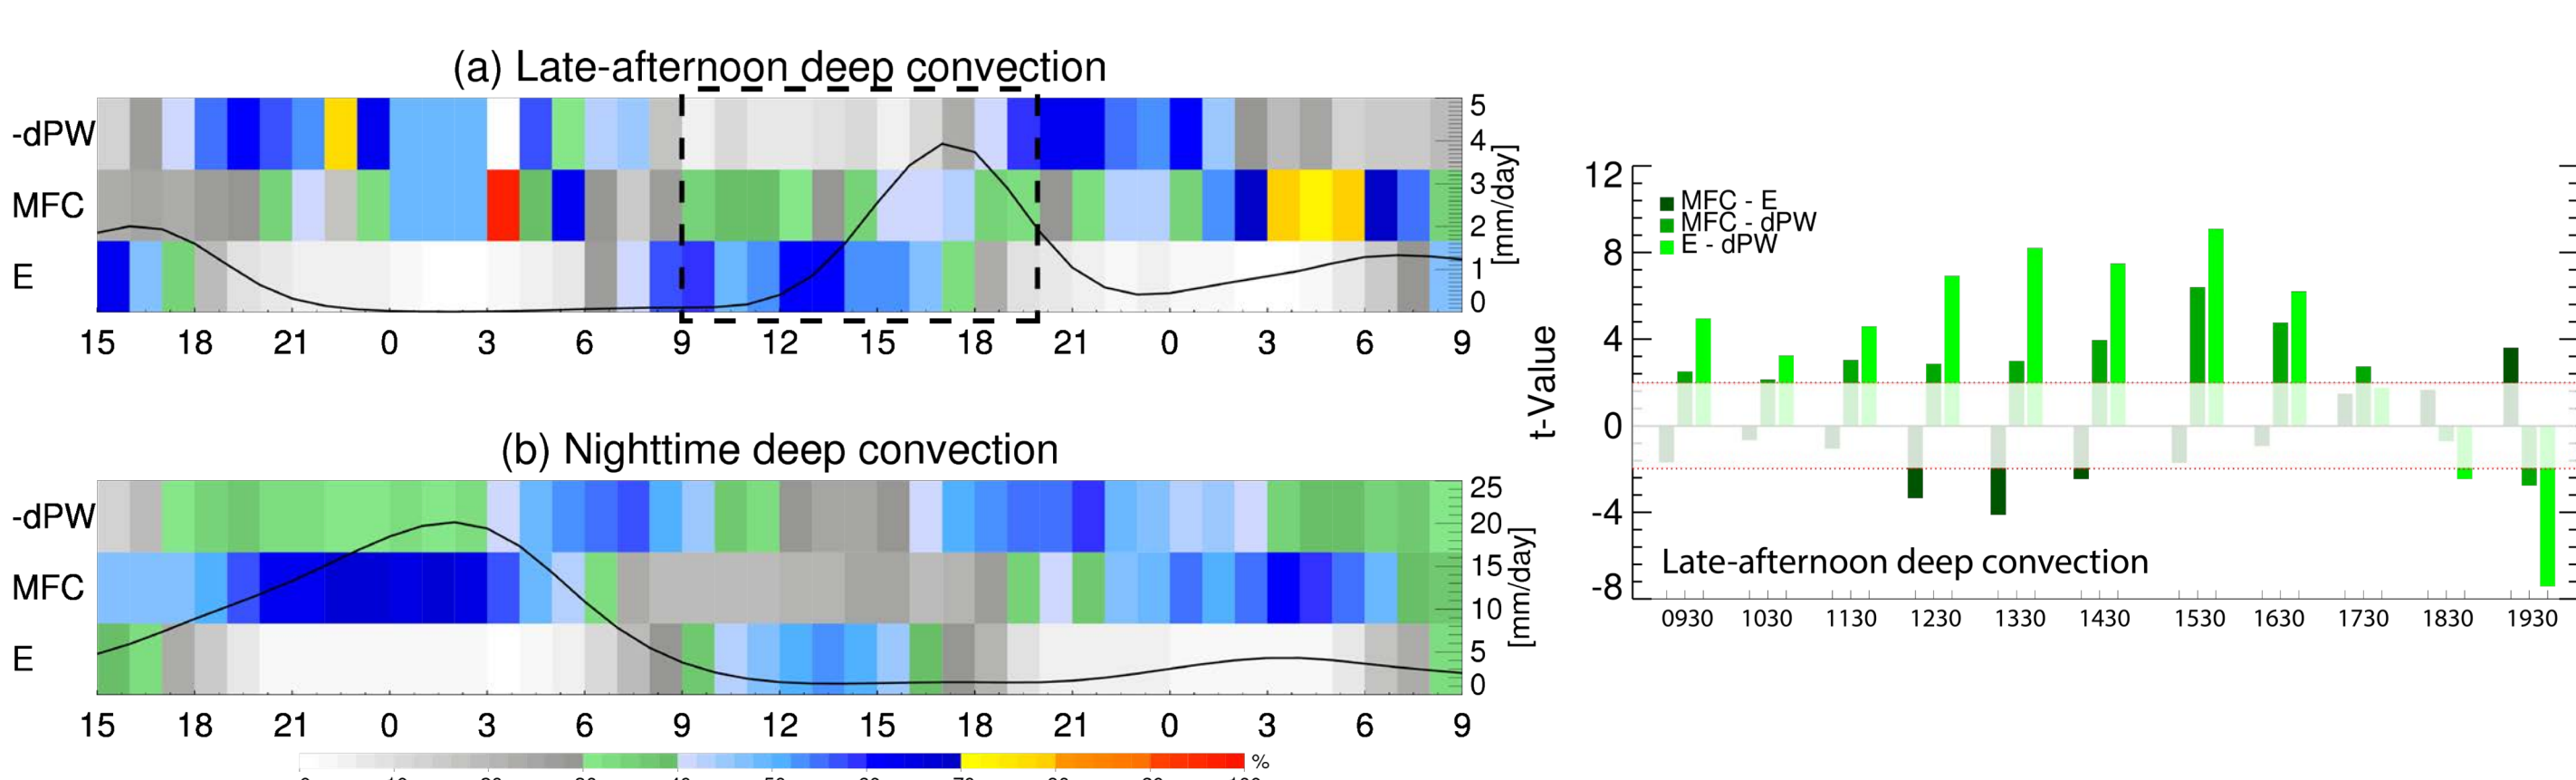 (a) Late-afternoon deep convection
-dPW
MFC
E
5
4
3
2
1
0
[mm/day]
15 18 21 0 3 6 9 12 15 18 21 0 3 6 9
(b) Nighttime deep convection
-dPW
MFC
E
25
20
15
10
5
0
[mm/day]
15 18 21 0 3 6 9 12 15 18 21 0 3 6 9
%
t-Value
12
8
4
0
-4
-8
MFC - E
MFC - dPW
E - dPW
Late-afternoon deep convection
0930 1030 1130 1230 1330 1430 1530 1630 1730 1830 1930